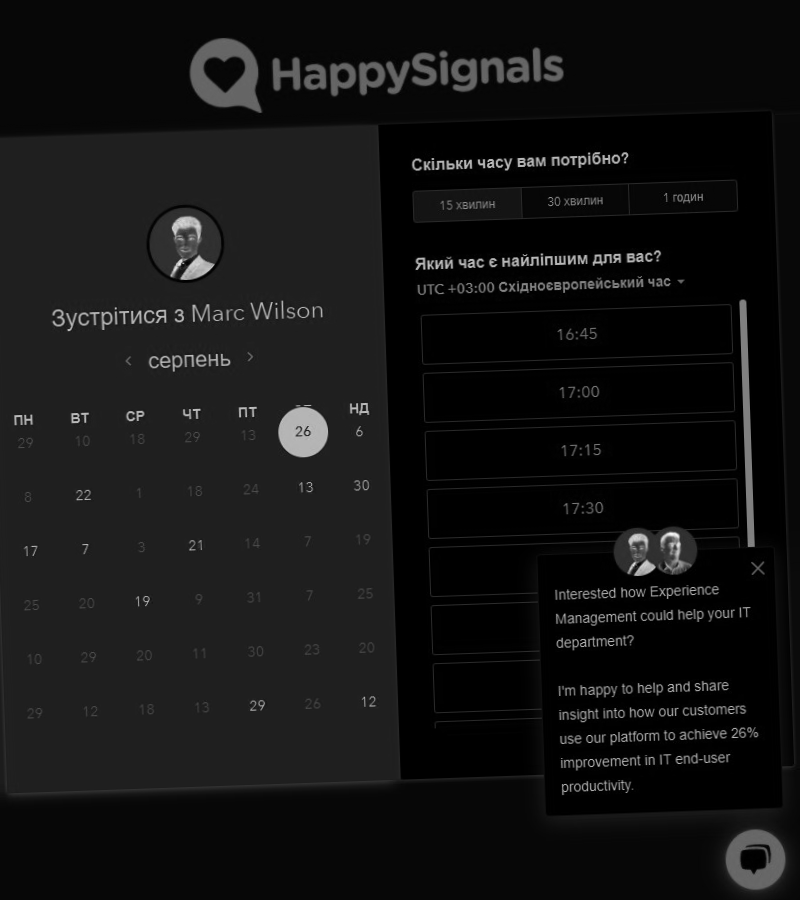 HappySignals
Зустрітися з Marc Wilson
‹ серпень ›
ПН ВТ СР ЧТ ПТ НД
29 10 18 29 13 26 6
8 22 1 18 24 13 30
17 7 3 21 14 7 19
25 20 19 9 31 7 25
10 29 20 11 30 23 20
29 12 18 13 29 26 12
Скільки часу вам потрібно?
15 хвилин 30 хвилин 1 годин
Який час є найліпшим для вас?
UTC +03:00 Східноєвропейський час
16:45
17:00
17:15
17:30
Interested how Experience
Management could help your IT
department?
I'm happy to help and share
insight into how our customers
use our platform to achieve 26%
improvement in IT end-user
productivity.